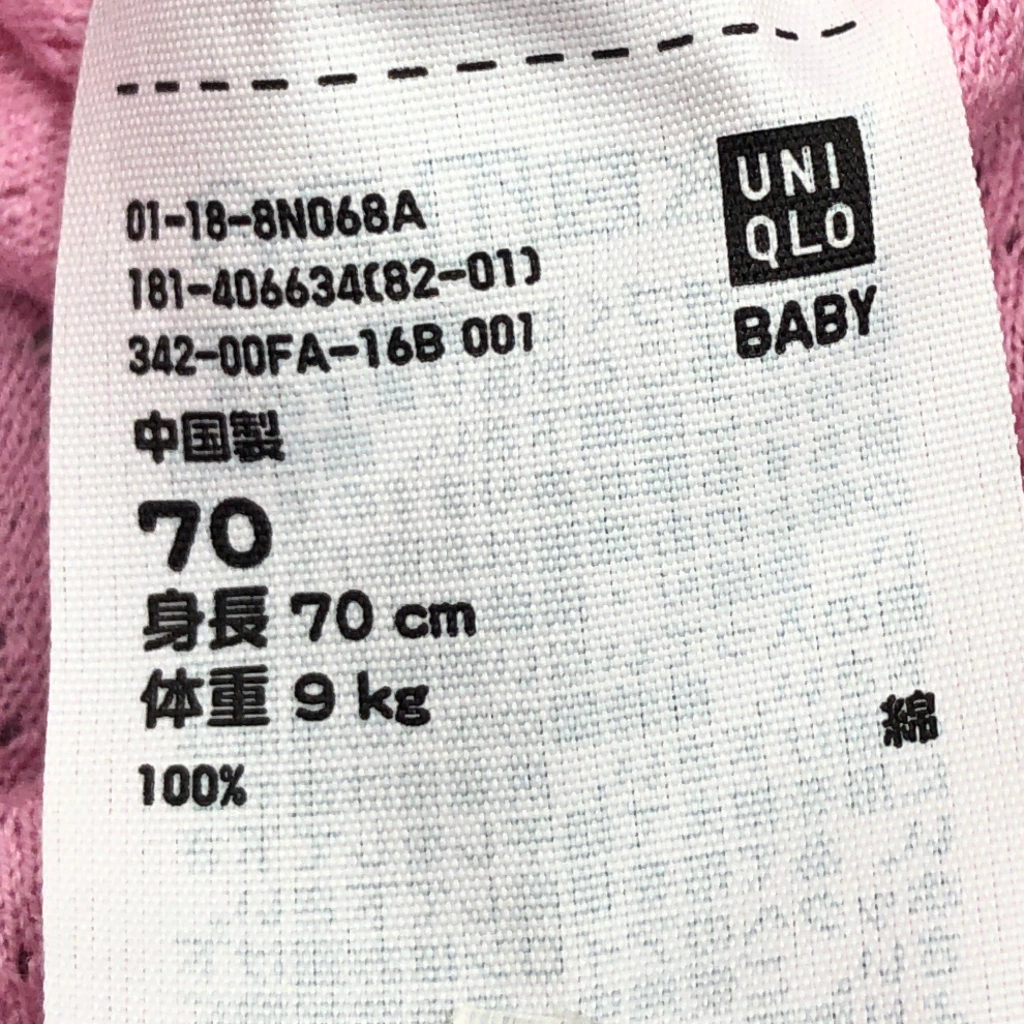 01-18-8N068A
181-406634(82-01)
342-00FA-16B 001
UNI
QLO
BABY
中国製
70
身長 70 cm
体重 9 kg
綿
100%